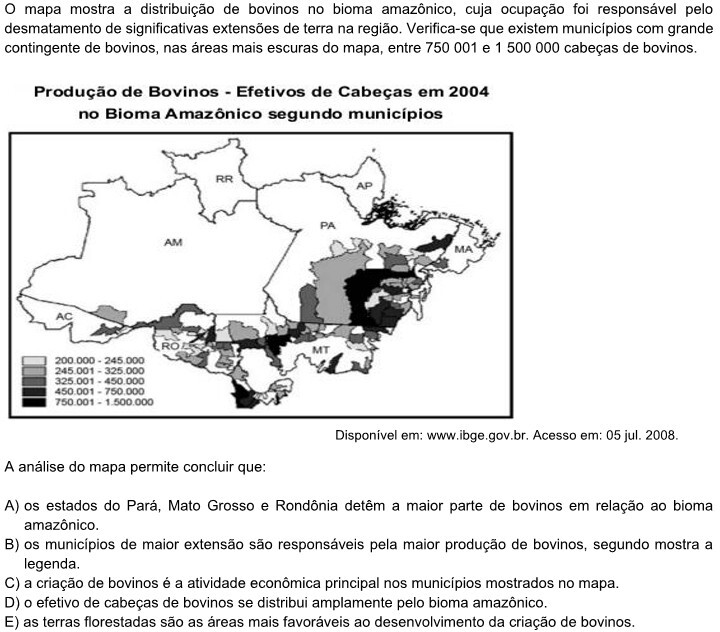 O mapa mostra a distribuição de bovinos no bioma amazônico, cuja ocupação foi responsável pelo
desmatamento de significativas extensões de terra na região. Verifica-se que existem municípios com grande
contingente de bovinos, nas áreas mais escuras do mapa, entre 750 001 e 1 500 000 cabeças de bovinos.
Produção de Bovinos - Efetivos de Cabeças em 2004
no Bioma Amazônico segundo municípios
RR
AP
PA
AM
MA
AC
RO
MT
200.000 - 245.000
245.001 - 325.000
325.001 - 450.000
450.001 - 750.000
750.001 - 1.500.000
Disponível em: www.ibge.gov.br. Acesso em: 05 jul. 2008.
A análise do mapa permite concluir que:
A) os estados do Pará, Mato Grosso e Rondônia detêm a maior parte de bovinos em relação ao bioma
amazônico.
B) os municípios de maior extensão são responsáveis pela maior produção de bovinos, segundo mostra a
legenda.
C) a criação de bovinos é a atividade econômica principal nos municípios mostrados no mapa.
D) o efetivo de cabeças de bovinos se distribui amplamente pelo bioma amazônico.
E) as terras florestadas são as áreas mais favoráveis ao desenvolvimento da criação de bovinos.